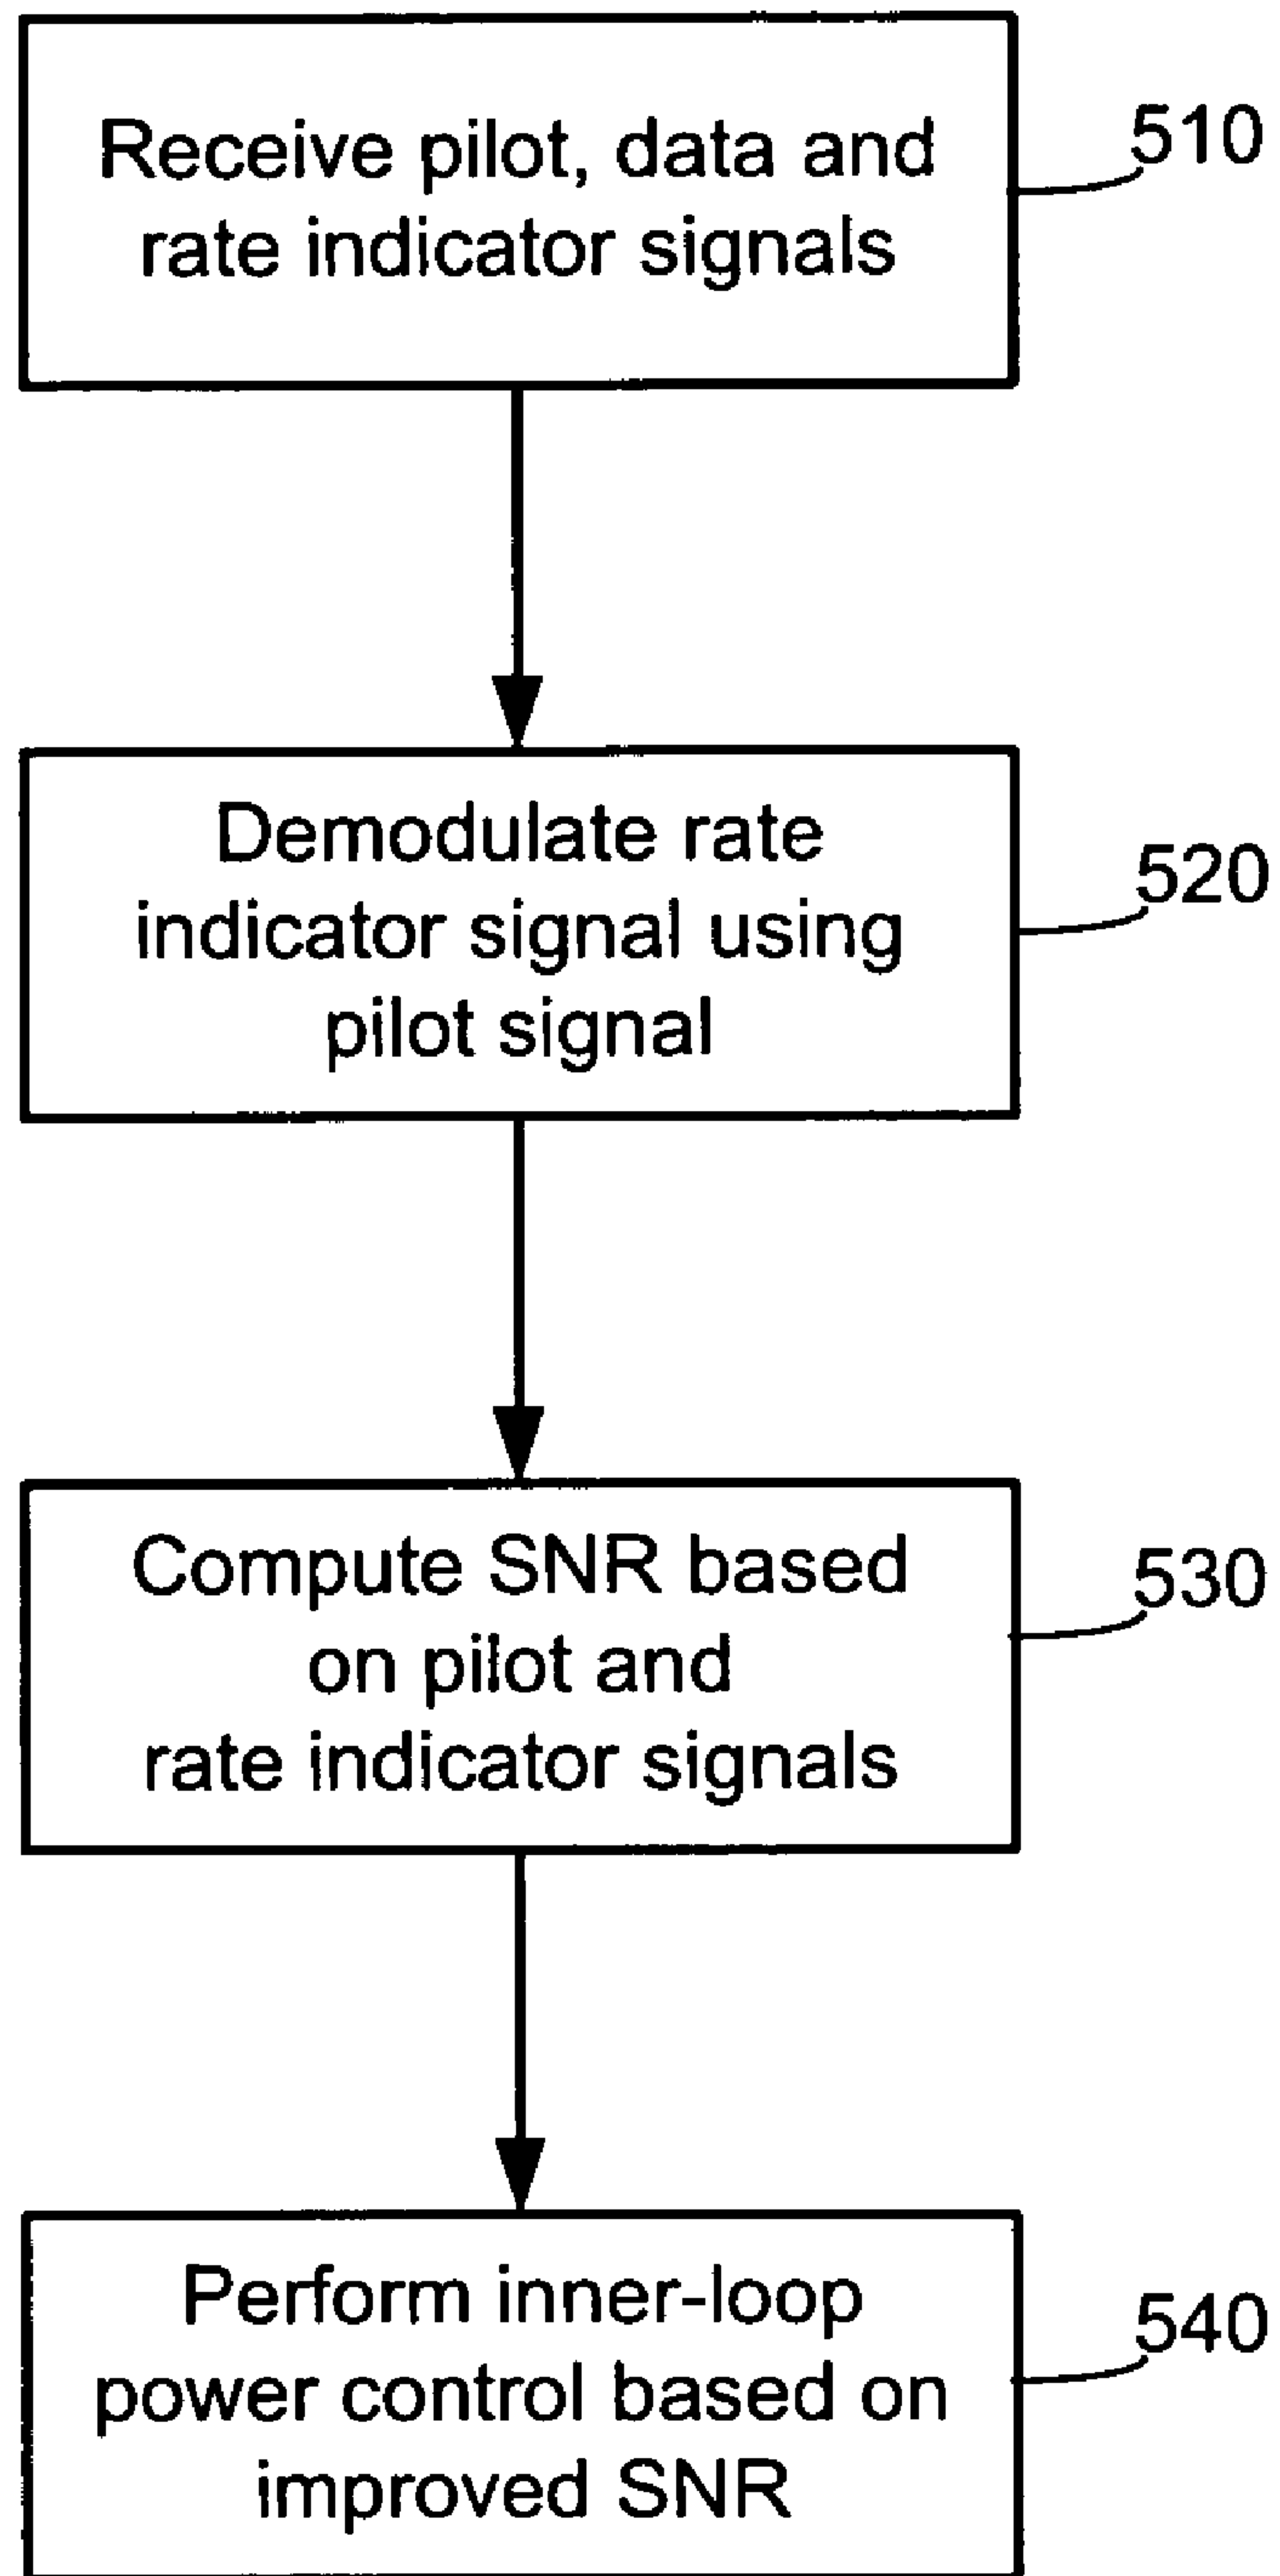 Receive pilot, data and
rate indicator signals
510
Demodulate rate
indicator signal using
pilot signal
520
Compute SNR based
on pilot and
rate indicator signals
530
Perform inner-loop
power control based on
improved SNR
540